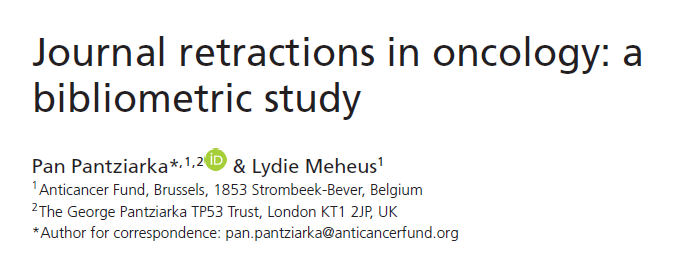 Journal retractions in oncology: a
bibliometric study
Pan Pantziarka*,1,2 iD & Lydie Meheus1
1Anticancer Fund, Brussels, 1853 Strombeek-Bever, Belgium
2The George Pantziarka TP53 Trust, London KT1 2JP, UK
*Author for correspondence: pan.pantziarka@anticancerfund.org